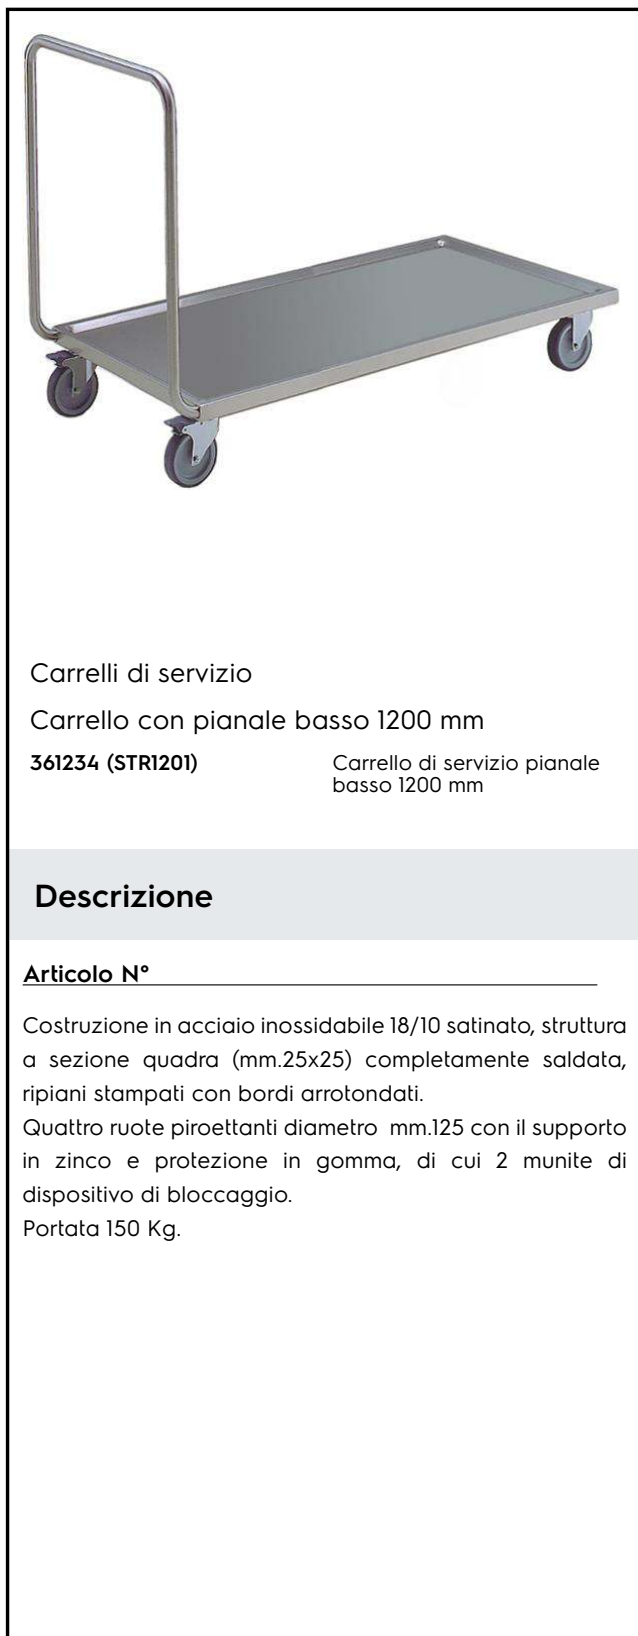 Carrelli di servizio
Carrello con pianale basso 1200 mm
361234 (STR1201) Carrello di servizio pianale
basso 1200 mm
Descrizione
Articolo N°
Costruzione in acciaio inossidabile 18/10 satinato, struttura
a sezione quadra (mm.25x25) completamente saldata,
ripiani stampati con bordi arrotondati.
Quattro ruote piroettanti diametro mm.125 con il supporto
in zinco e protezione in gomma, di cui 2 munite di
dispositivo di bloccaggio.
Portata 150 Kg.